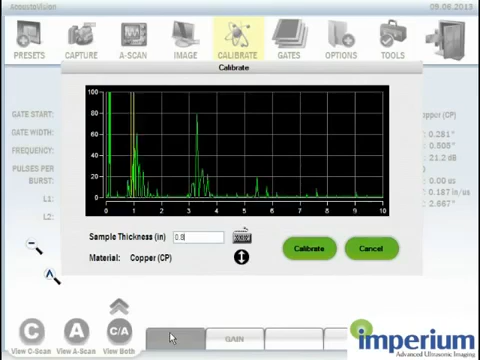 AcoustoVision
09.06.2013
PRESETS
CAPTURE
A-SCAN
IMAGE
CALIBRATE
GATES
OPTIONS
TOOLS
Calibrate
GATE START:
GATE WIDTH:
FREQUENCY:
PULSES PER
BURST:
L1:
L2:
100
80
60
40
20
0
0 1 2 3 4 5 6 7 8 9 10
Copper (CP)
0.281"
0.808"
21.2 dB
0.00 us
0.187 in/us
2.667"
Sample Thickness (in) 0.8
Material: Copper (CP)
Calibrate
Cancel
C
A
C/A
View C-Scan
View A-Scan
View Both
GAIN
imperium
Advanced Ultrasonic Imaging